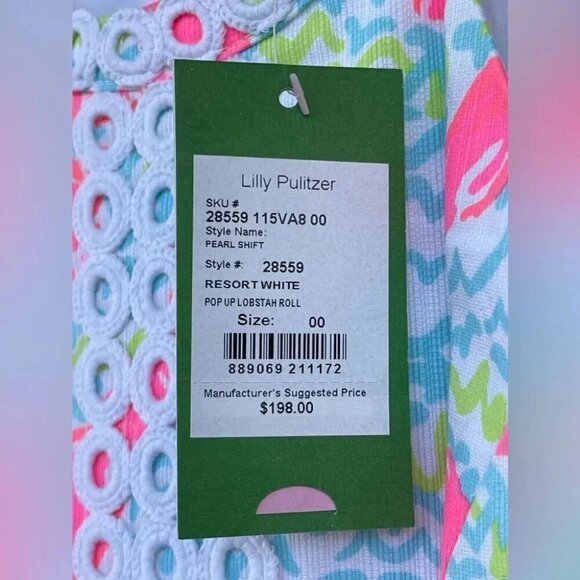 Lilly Pulitzer
SKU #
28559 115VA8 00
Style Name:
PEARL SHIFT
Style #: 28559
RESORT WHITE
POP UP LOBSTAH ROLL
Size: 00
889069 211172
Manufacturer's Suggested Price
$198.00